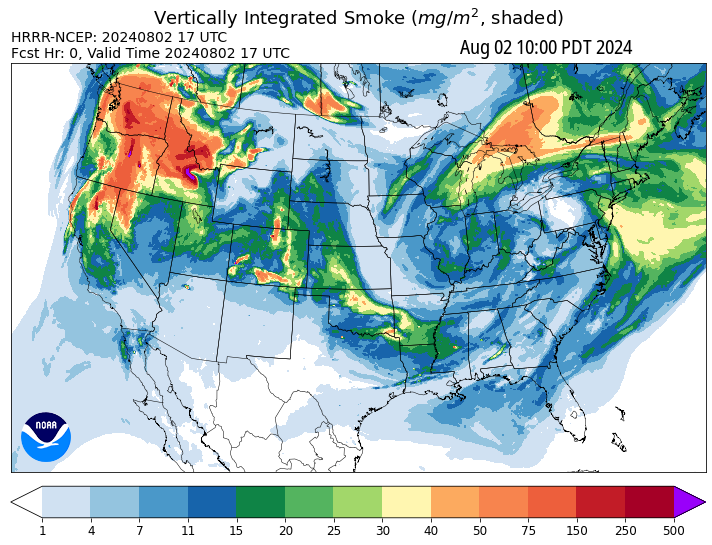 Vertically Integrated Smoke (mg/m², shaded)
HRRR-NCEP: 20240802 17 UTC
Fcst Hr: 0, Valid Time 20240802 17 UTC
Aug 02 10:00 PDT 2024
NOAA
1 4 7 11 15 20 25 30 40 50 75 150 250 500